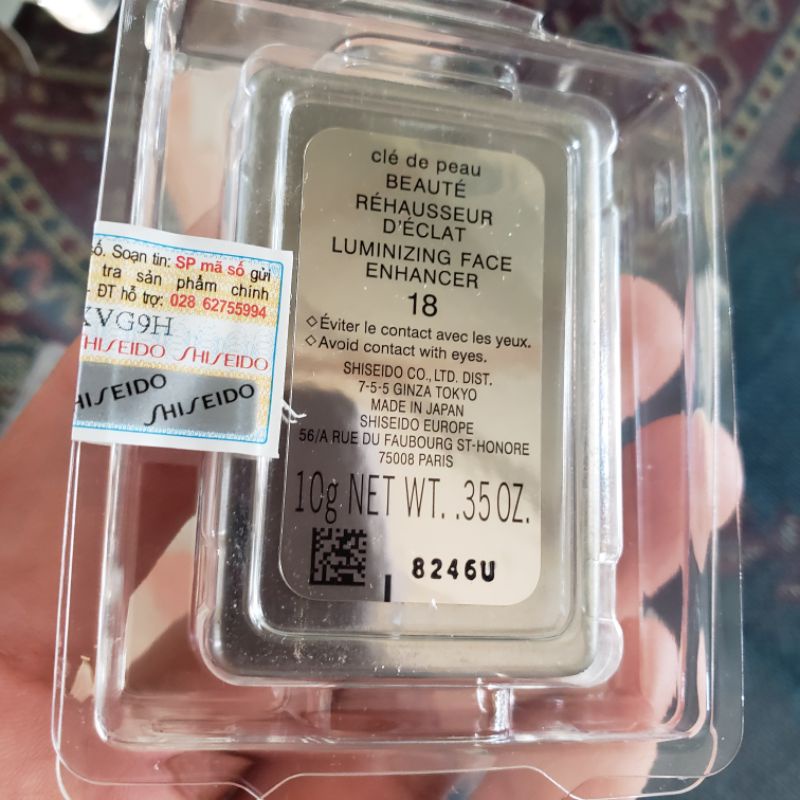 clé de peau
BEAUTÉ
RÉHAUSSEUR
D'ÉCLAT
LUMINIZING FACE
ENHANCER
18
◇Éviter le contact avec les yeux.
◇Avoid contact with eyes.
SHISEIDO CO., LTD. DIST.
7-5-5 GINZA TOKYO
MADE IN JAPAN
SHISEIDO EUROPE
56/A RUE DU FAUBOURG ST-HONORE
75008 PARIS
10g NET WT. .35 OZ.
8246U
Soạn tin: SP mã số gửi
tra sản phẩm chính
- ĐT hỗ trợ: 028 62755994
VG9H
SHISEIDO SHISEIDO
SHISEIDO